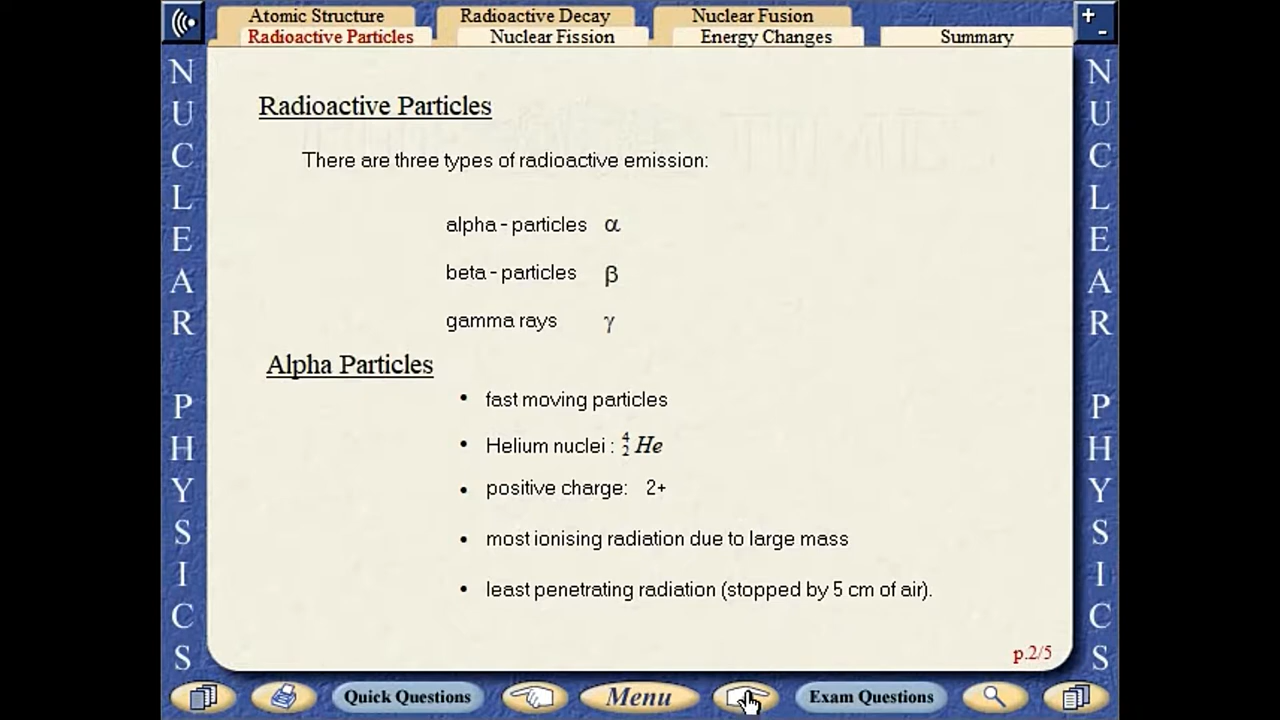 Atomic Structure
Radioactive Decay
Nuclear Fusion
Radioactive Particles
Nuclear Fission
Energy Changes
Summary
+
-
NUCLEAR PHYSICS
NUCLEAR PHYSICS
Radioactive Particles
There are three types of radioactive emission:
alpha - particles α
beta - particles β
gamma rays γ
Alpha Particles
• fast moving particles
• Helium nuclei : ⁴₂He
• positive charge: 2+
• most ionising radiation due to large mass
• least penetrating radiation (stopped by 5 cm of air).
p.2/5
Quick Questions
Menu
Exam Questions